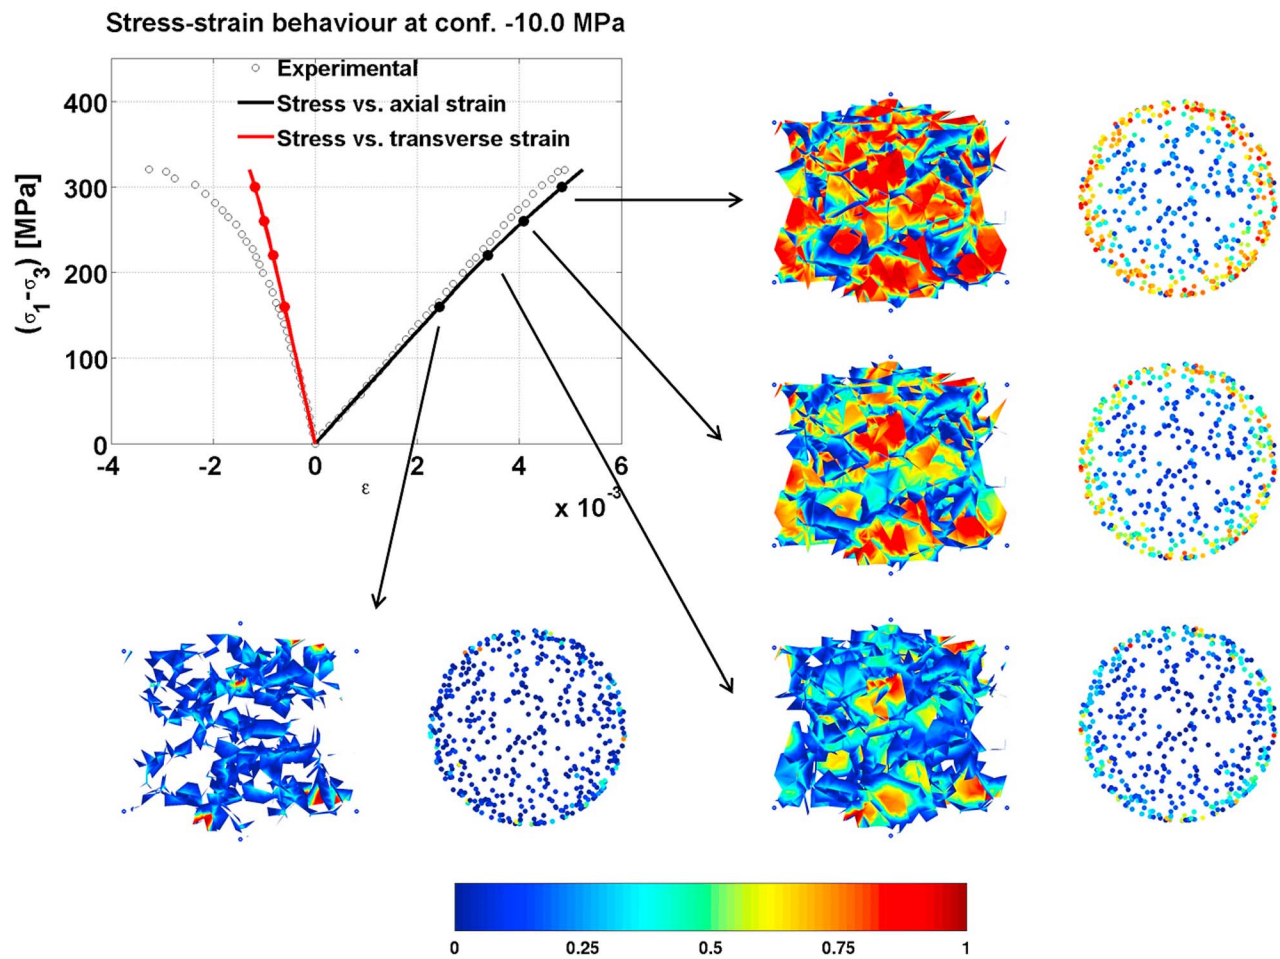 Stress-strain behaviour at conf. -10.0 MPa
Experimental
Stress vs. axial strain
Stress vs. transverse strain
(σ1-σ3) [MPa]
400
300
200
100
0
-4 -2 0 2 4 6
ε
x 10-3
0 0.25 0.5 0.75 1